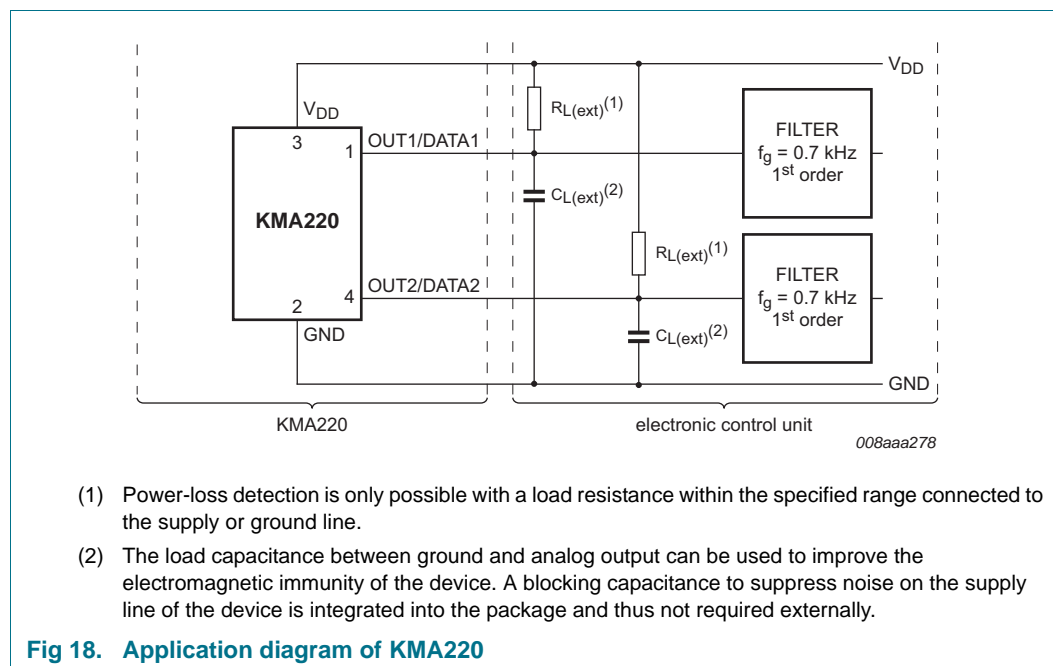 VDD
RL(ext)(1)
VDD
3
1
OUT1/DATA1
FILTER
fg = 0.7 kHz
1st order
CL(ext)(2)
KMA220
RL(ext)(1)
4
OUT2/DATA2
FILTER
fg = 0.7 kHz
1st order
2
GND
CL(ext)(2)
GND
KMA220
electronic control unit
008aaa278
(1) Power-loss detection is only possible with a load resistance within the specified range connected to
the supply or ground line.
(2) The load capacitance between ground and analog output can be used to improve the
electromagnetic immunity of the device. A blocking capacitance to suppress noise on the supply
line of the device is integrated into the package and thus not required externally.
Fig 18. Application diagram of KMA220